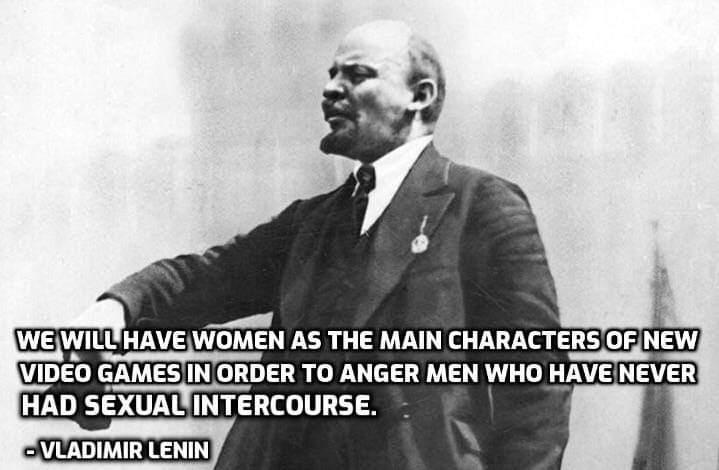 WE WILL HAVE WOMEN AS THE MAIN CHARACTERS OF NEW
VIDEO GAMES IN ORDER TO ANGER MEN WHO HAVE NEVER
HAD SEXUAL INTERCOURSE.
- VLADIMIR LENIN